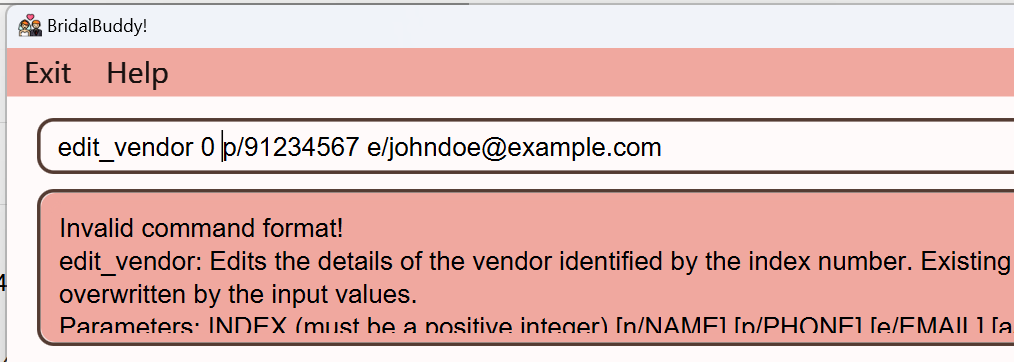 BridalBuddy!
Exit Help
edit_vendor 0 p/91234567 e/johndoe@example.com
Invalid command format!
edit_vendor: Edits the details of the vendor identified by the index number. Existing
overwritten by the input values.
Parameters: INDEX (must be a positive integer) [n/NAME] [p/PHONE] [e/EMAIL] [a
4